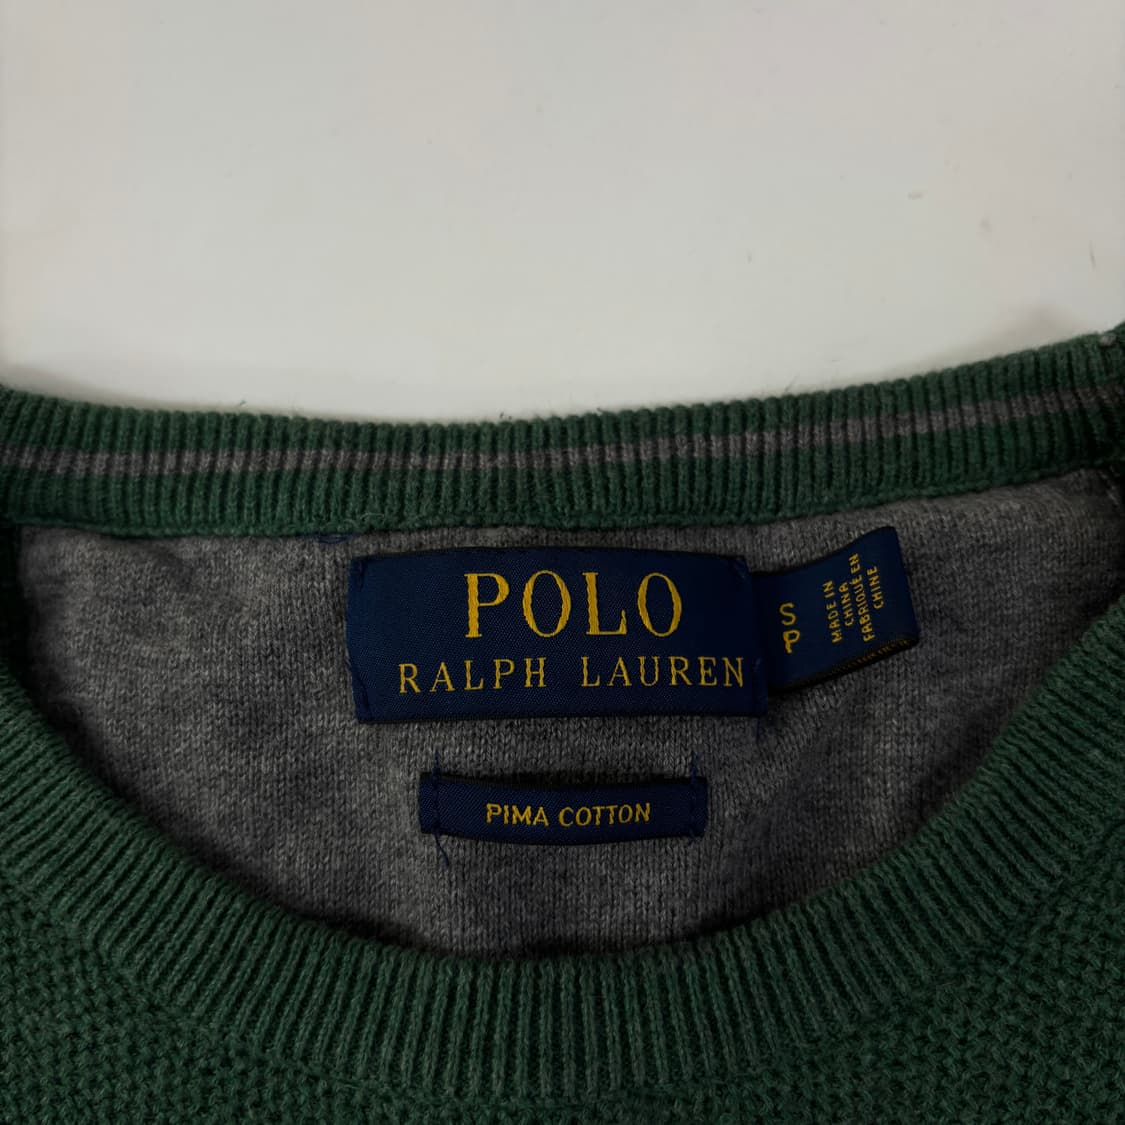 POLO
RALPH LAUREN
S
P
MADE IN
CHINA
FABRIQUÉ EN
CHINE
PIMA COTTON